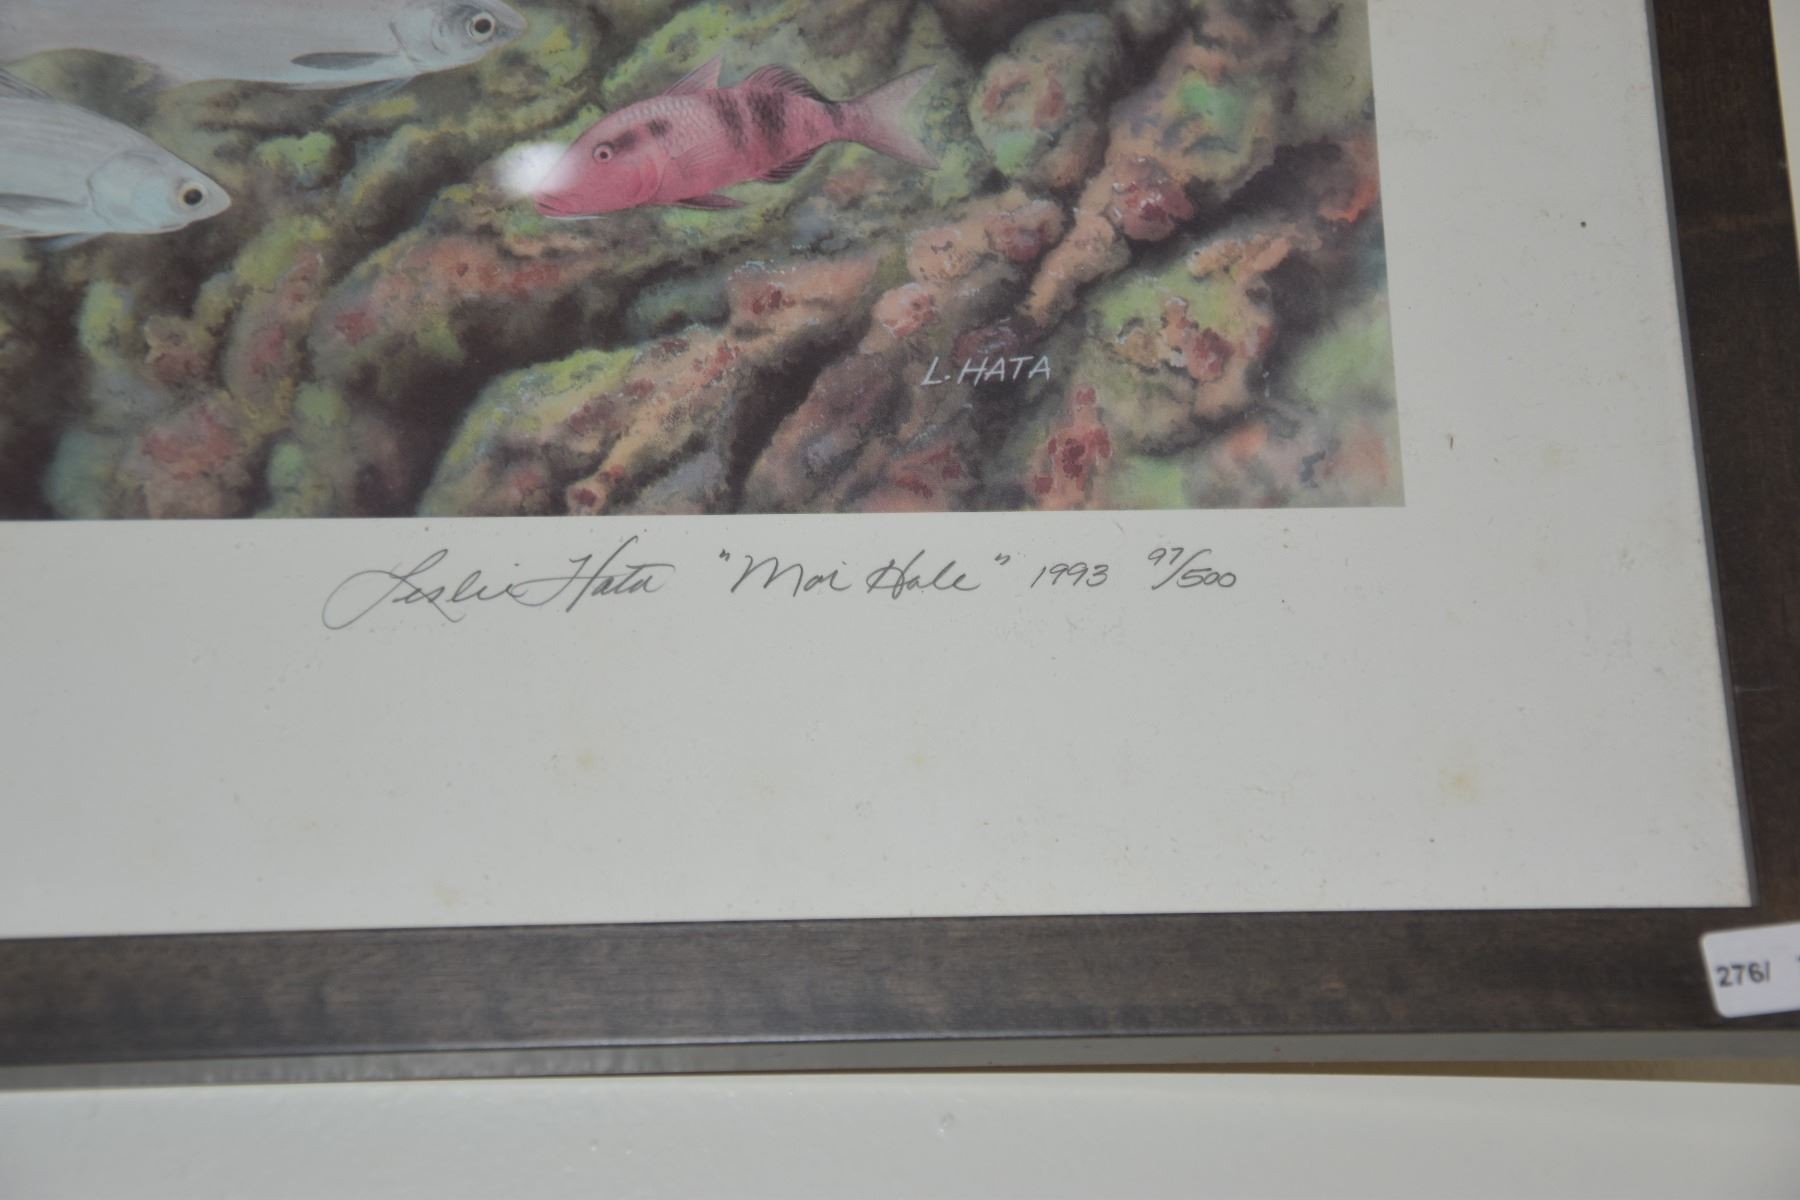 L. HATA
Leslie Hata "Moi Hale" 1993 97/500
276/